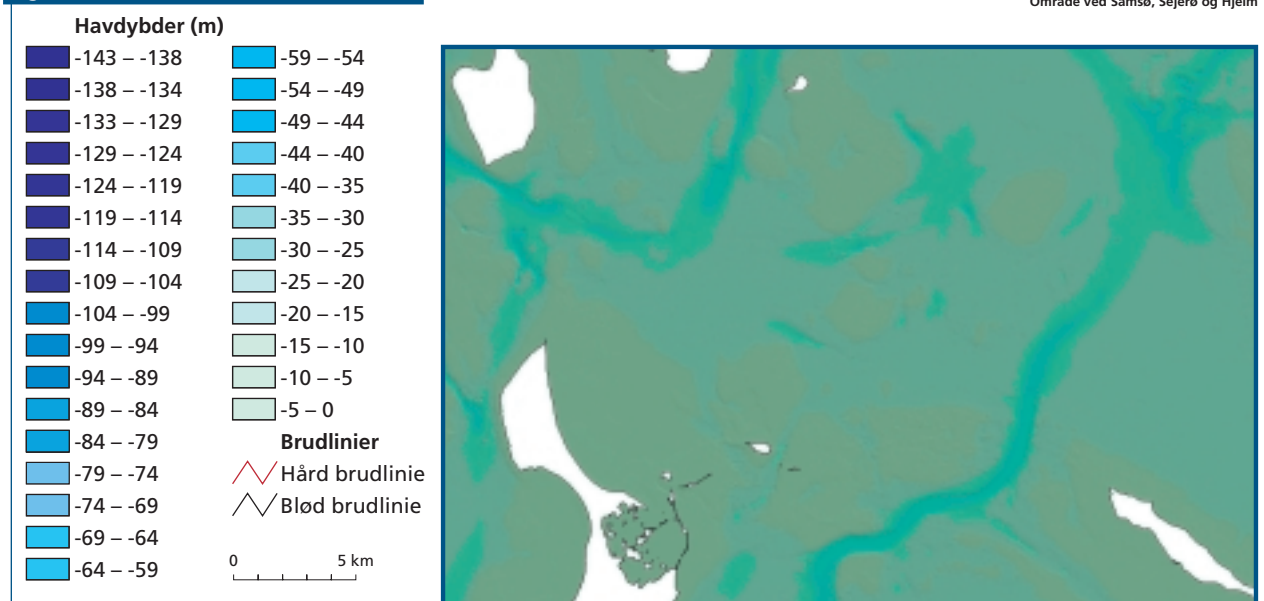 Område ved Samsø, Sejerø og Hjelm
Havdybder (m)
-143 – -138
-138 – -134
-133 – -129
-129 – -124
-124 – -119
-119 – -114
-114 – -109
-109 – -104
-104 – -99
-99 – -94
-94 – -89
-89 – -84
-84 – -79
-79 – -74
-74 – -69
-69 – -64
-64 – -59
-59 – -54
-54 – -49
-49 – -44
-44 – -40
-40 – -35
-35 – -30
-30 – -25
-25 – -20
-20 – -15
-15 – -10
-10 – -5
-5 – 0
Brudlinier
Hård brudlinie
Blød brudlinie
0 5 km